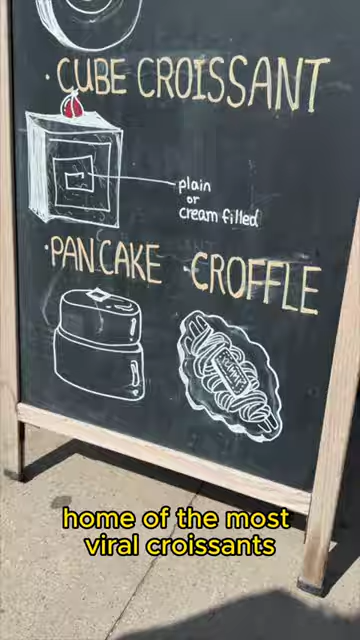 · CUBE CROISSANT
plain
or
cream filled
· PANCAKE
· CROFFLE
home of the most
viral croissants